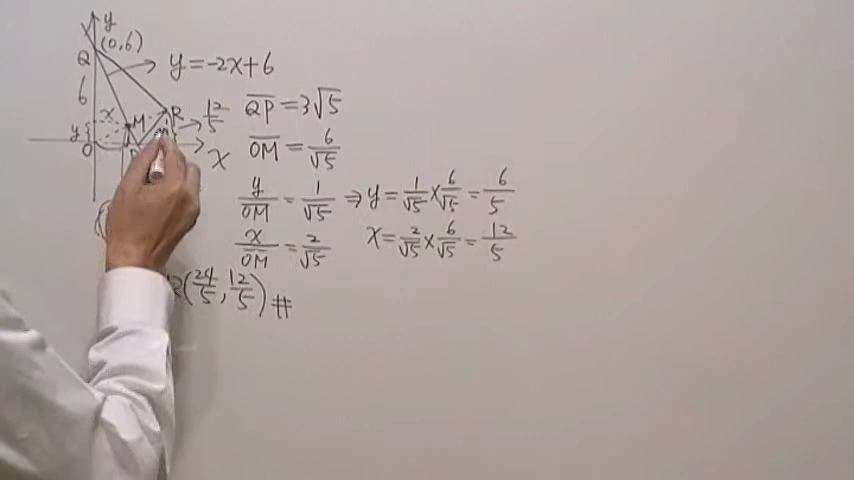 y
(0,6)
Q
y=-2x+6
6
x
M
R
12/5
QP=3√5
y
O
x
OM=6/√5
y/OM=1/√5 ⇒ y=1/√5×6/√5=6/5
x/OM=2/√5 x=2/√5×6/√5=12/5
R(24/5,12/5)#